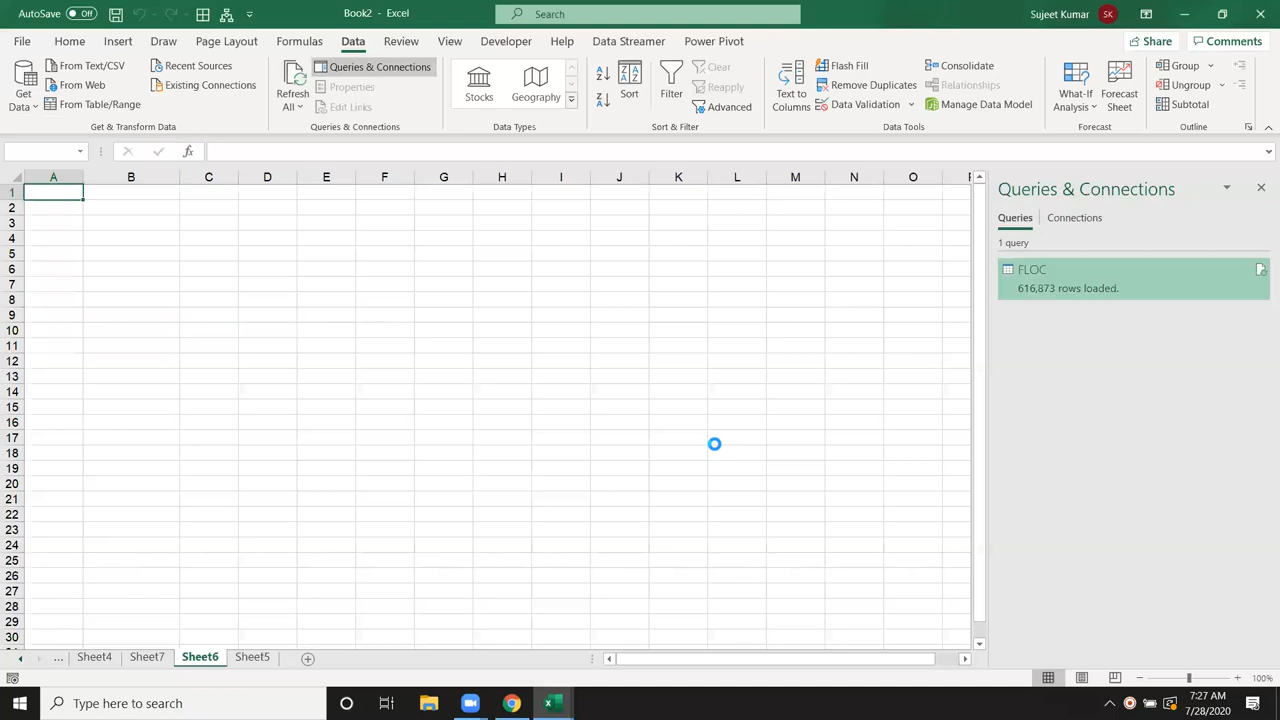 AutoSave Off Book2 - Excel Search Sujeet Kumar SK
File Home Insert Draw Page Layout Formulas Data Review View Developer Help Data Streamer Power Pivot Share Comments
Get Data From Text/CSV Recent Sources Refresh All Queries & Connections Stocks Geography Sort Filter Clear Text to Columns Flash Fill Consolidate What-If Analysis Forecast Sheet Group
From Web Existing Connections Properties Reapply Remove Duplicates Relationships Ungroup
From Table/Range Edit Links Advanced Data Validation Manage Data Model Subtotal
Get & Transform Data Queries & Connections Data Types Sort & Filter Data Tools Forecast Outline
fx
A B C D E F G H I J K L M N O
1
2
3
4
5
6
7
8
9
10
11
12
13
14
15
16
17
18
19
20
21
22
23
24
25
26
27
28
29
30
Queries & Connections
Queries Connections
1 query
FLOC
616,873 rows loaded.
... Sheet4 Sheet7 Sheet6 Sheet5
100%
Type here to search 7:27 AM
7/28/2020